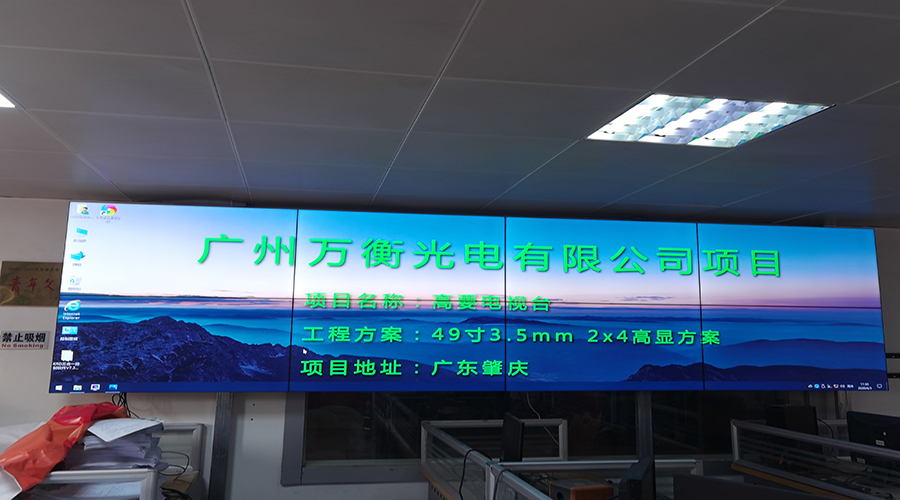 广州万衡光电有限公司项目
项目名称：高要电视台
工程方案：49寸3.5mm 2x4高显方案
项目地址：广东肇庆
Internet
Explorer
禁止吸烟
No Smoking